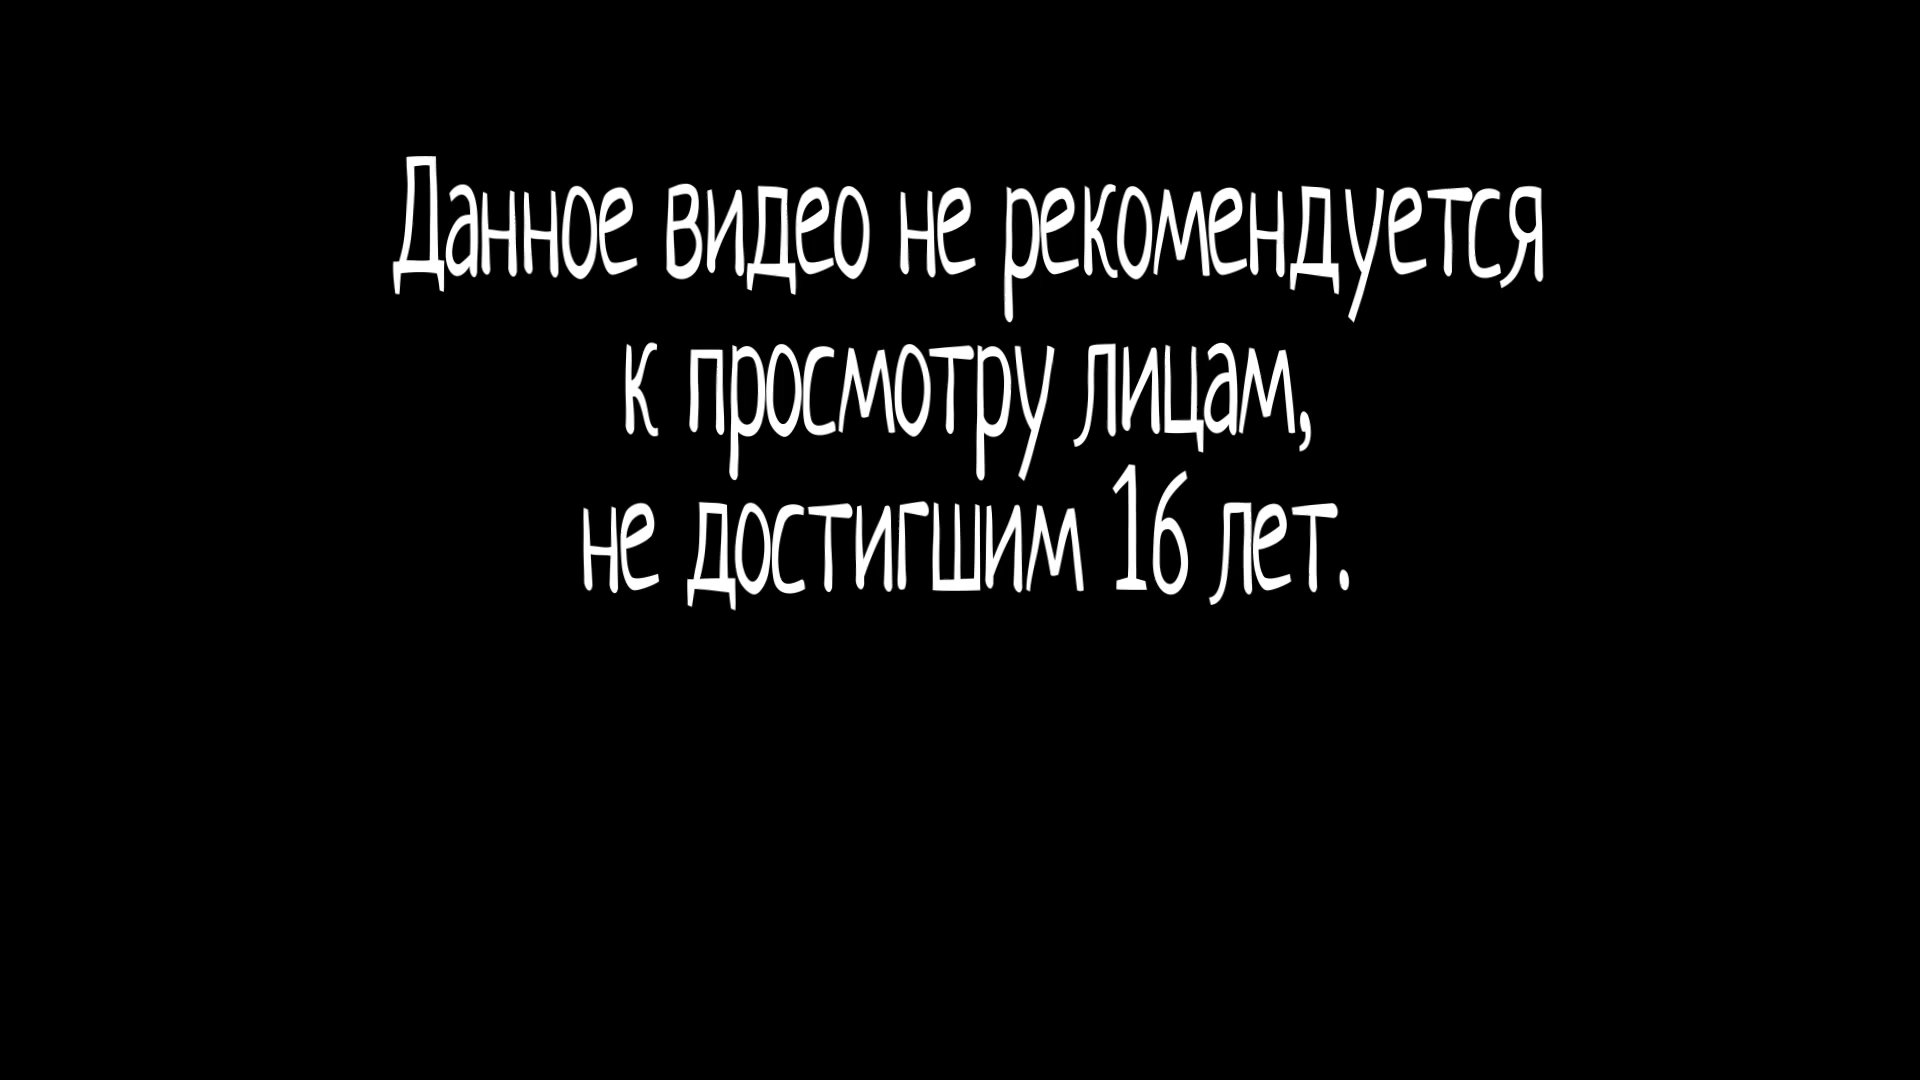 Данное видео не рекомендуется
к просмотру лицам,
не достигшим 16 лет.